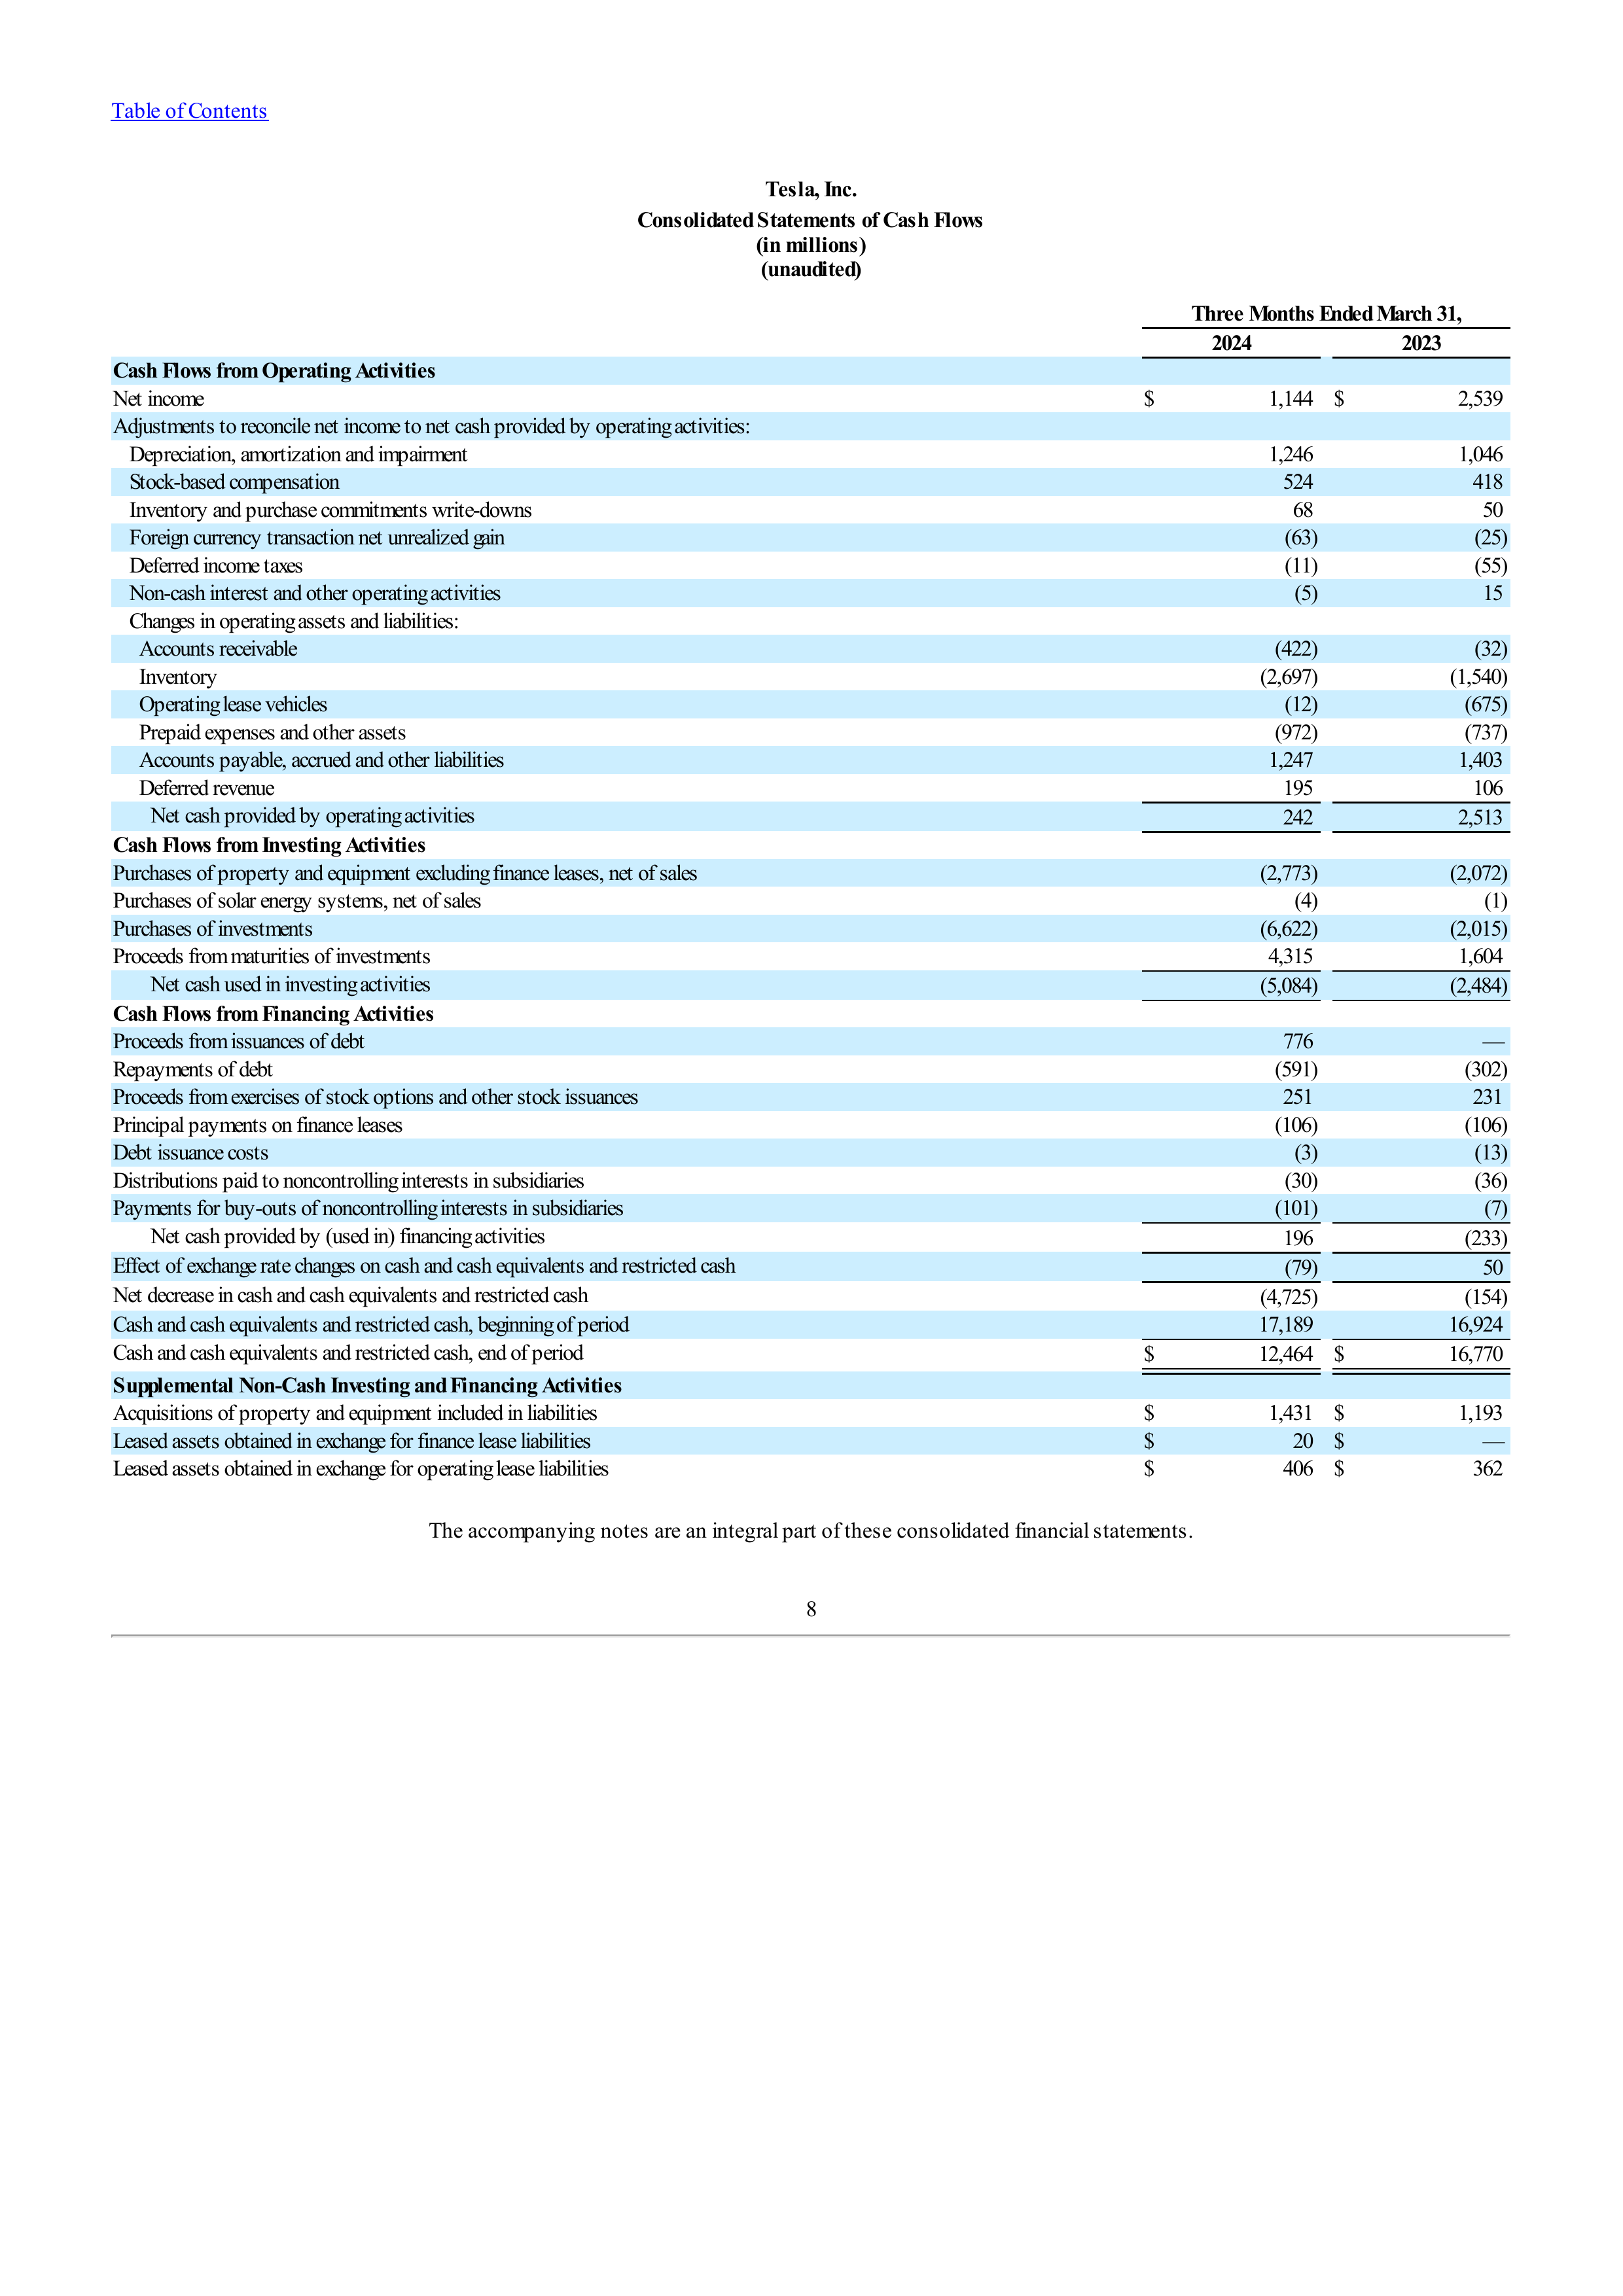 Table of Contents
Tesla, Inc.
Consolidated Statements of Cash Flows
(in millions)
(unaudited)
Three Months Ended March 31,
2024 2023
Cash Flows from Operating Activities
Net income $ 1,144 $ 2,539
Adjustments to reconcile net income to net cash provided by operating activities:
Depreciation, amortization and impairment 1,246 1,046
Stock-based compensation 524 418
Inventory and purchase commitments write-downs 68 50
Foreign currency transaction net unrealized gain (63) (25)
Deferred income taxes (11) (55)
Non-cash interest and other operating activities (5) 15
Changes in operating assets and liabilities:
Accounts receivable (422) (32)
Inventory (2,697) (1,540)
Operating lease vehicles (12) (675)
Prepaid expenses and other assets (972) (737)
Accounts payable, accrued and other liabilities 1,247 1,403
Deferred revenue 195 106
Net cash provided by operating activities 242 2,513
Cash Flows from Investing Activities
Purchases of property and equipment excluding finance leases, net of sales (2,773) (2,072)
Purchases of solar energy systems, net of sales (4) (1)
Purchases of investments (6,622) (2,015)
Proceeds from maturities of investments 4,315 1,604
Net cash used in investing activities (5,084) (2,484)
Cash Flows from Financing Activities
Proceeds from issuances of debt 776 —
Repayments of debt (591) (302)
Proceeds from exercises of stock options and other stock issuances 251 231
Principal payments on finance leases (106) (106)
Debt issuance costs (3) (13)
Distributions paid to noncontrolling interests in subsidiaries (30) (36)
Payments for buy-outs of noncontrolling interests in subsidiaries (101) (7)
Net cash provided by (used in) financing activities 196 (233)
Effect of exchange rate changes on cash and cash equivalents and restricted cash (79) 50
Net decrease in cash and cash equivalents and restricted cash (4,725) (154)
Cash and cash equivalents and restricted cash, beginning of period 17,189 16,924
Cash and cash equivalents and restricted cash, end of period $ 12,464 $ 16,770
Supplemental Non-Cash Investing and Financing Activities
Acquisitions of property and equipment included in liabilities $ 1,431 $ 1,193
Leased assets obtained in exchange for finance lease liabilities $ 20 $ —
Leased assets obtained in exchange for operating lease liabilities $ 406 $ 362
The accompanying notes are an integral part of these consolidated financial statements.
8